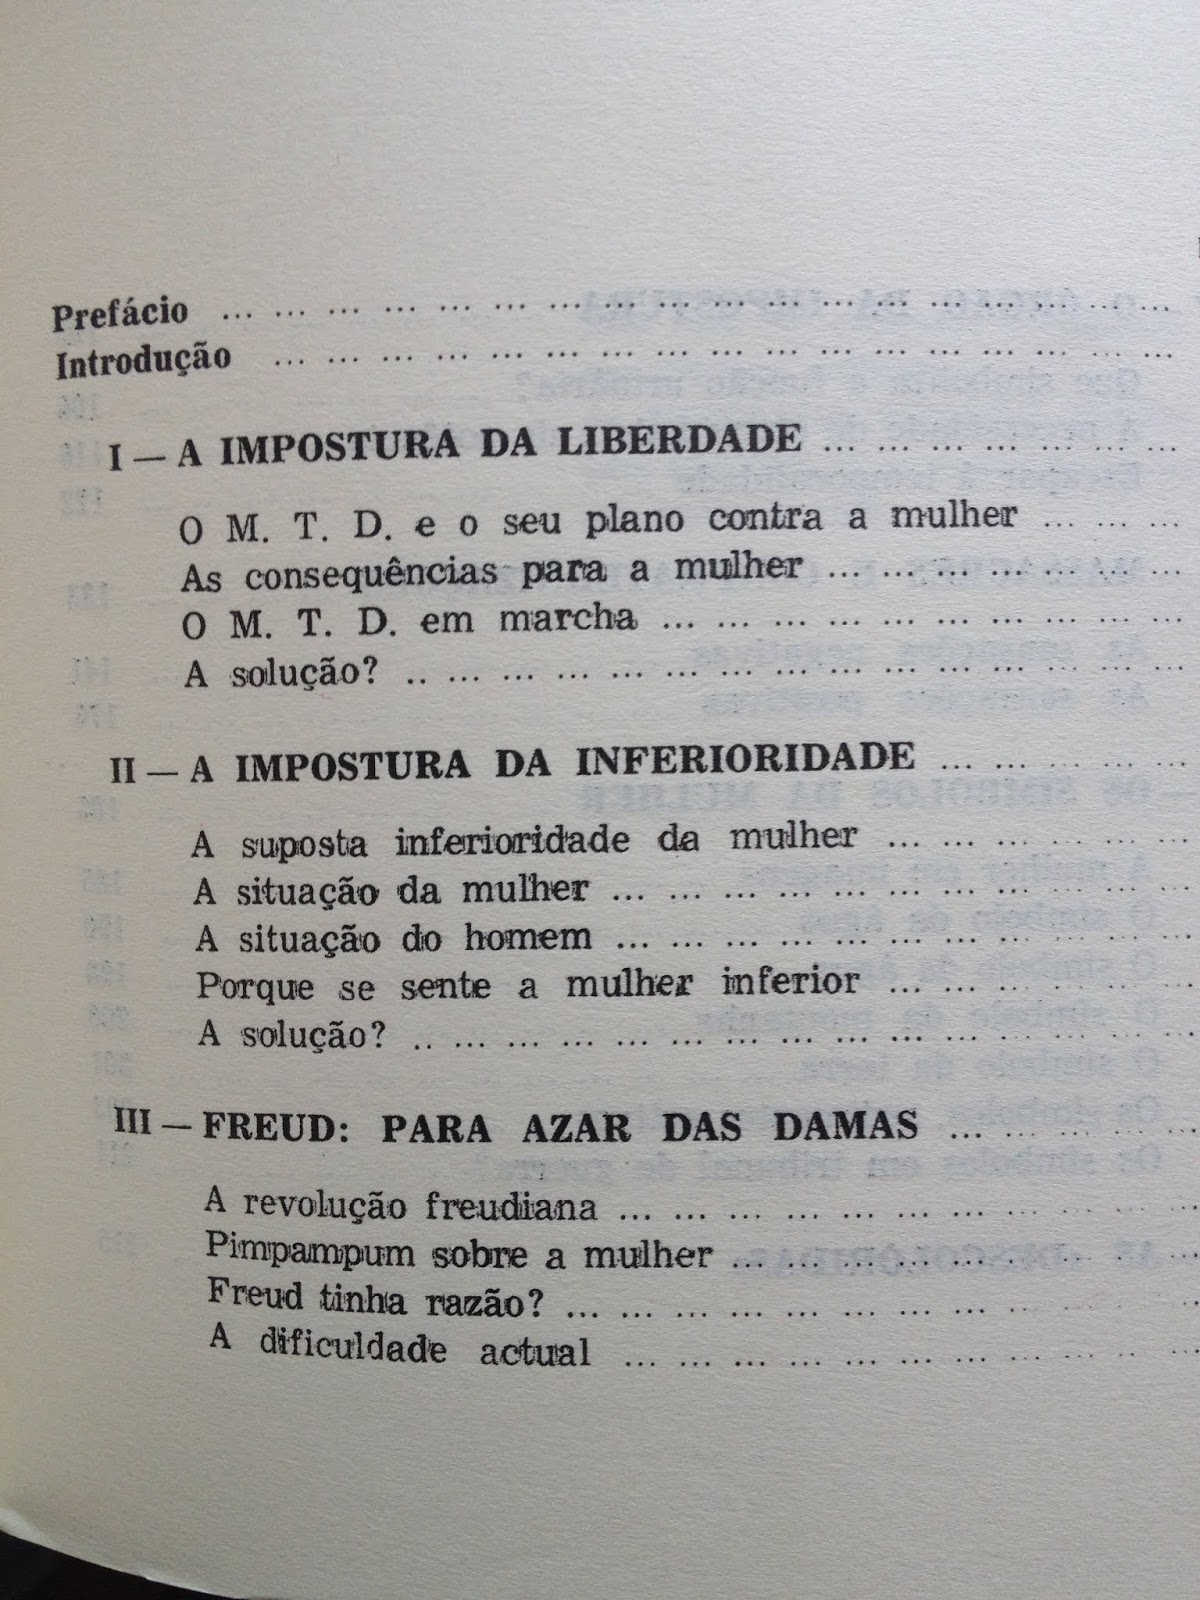 Prefácio ... ... ... ... ... ... ... ... ... ... ... ... ... ... ... ... ... ...
Introdução ... ... ... ... ... ... ... ... ... ... ... ... ... ... ... ... ...
I — A IMPOSTURA DA LIBERDADE ... ... ... ... ... ... ...
O M. T. D. e o seu plano contra a mulher ... ... ...
As consequências para a mulher ... ... ... ... ... ... ...
O M. T. D. em marcha ... ... ... ... ... ... ... ... ... ...
A solução? .. ... ... ... ... ... ... ... ... ... ... ... ... ... ...
II — A IMPOSTURA DA INFERIORIDADE ... ... ... ... ...
A suposta inferioridade da mulher ... ... ... ... ... ...
A situação da mulher ... ... ... ... ... ... ... ... ... ... ...
A situação do homem ... ... ... ... ... ... ... ... ... ... ...
Porque se sente a mulher inferior ... ... ... ... ... ...
A solução? .. ... ... ... ... ... ... ... ... ... ... ... ... ... ...
III — FREUD: PARA AZAR DAS DAMAS ... ... ... ... ...
A revolução freudiana ... ... ... ... ... ... ... ... ... ... ...
Pimpampum sobre a mulher ... ... ... ... ... ... ... ... ...
Freud tinha razão? ... ... ... ... ... ... ... ... ... ... ... ...
A dificuldade actual ... ... ... ... ... ... ... ... ... ... ...